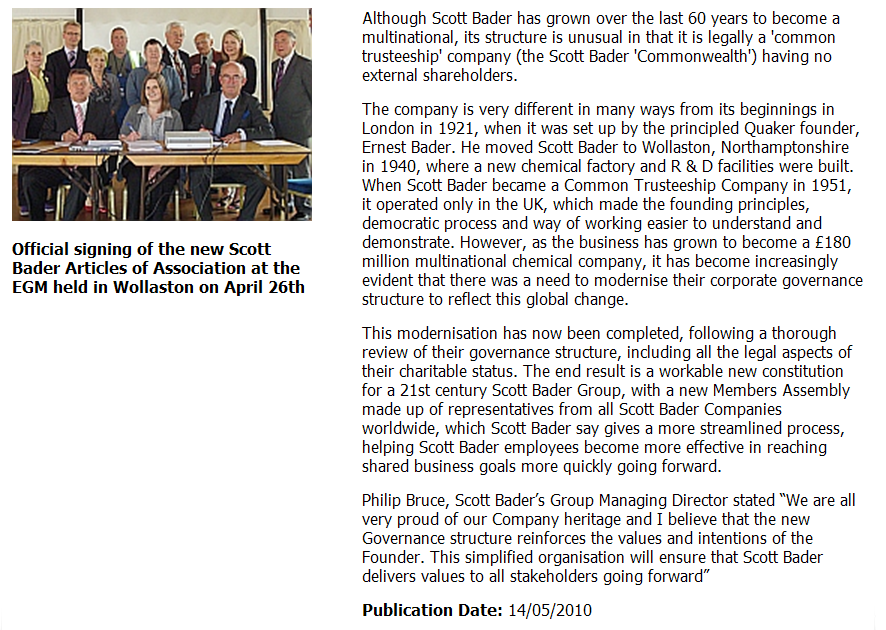 Although Scott Bader has grown over the last 60 years to become a
multinational, its structure is unusual in that it is legally a 'common
trusteeship' company (the Scott Bader 'Commonwealth') having no
external shareholders.
The company is very different in many ways from its beginnings in
London in 1921, when it was set up by the principled Quaker founder,
Ernest Bader. He moved Scott Bader to Wollaston, Northamptonshire
in 1940, where a new chemical factory and R & D facilities were built.
When Scott Bader became a Common Trusteeship Company in 1951,
it operated only in the UK, which made the founding principles,
democratic process and way of working easier to understand and
demonstrate. However, as the business has grown to become a £180
million multinational chemical company, it has become increasingly
evident that there was a need to modernise their corporate governance
structure to reflect this global change.
This modernisation has now been completed, following a thorough
review of their governance structure, including all the legal aspects of
their charitable status. The end result is a workable new constitution
for a 21st century Scott Bader Group, with a new Members Assembly
made up of representatives from all Scott Bader Companies
worldwide, which Scott Bader say gives a more streamlined process,
helping Scott Bader employees become more effective in reaching
shared business goals more quickly going forward.
Philip Bruce, Scott Bader’s Group Managing Director stated “We are all
very proud of our Company heritage and I believe that the new
Governance structure reinforces the values and intentions of the
Founder. This simplified organisation will ensure that Scott Bader
delivers values to all stakeholders going forward”
Publication Date: 14/05/2010
Official signing of the new Scott
Bader Articles of Association at the
EGM held in Wollaston on April 26th